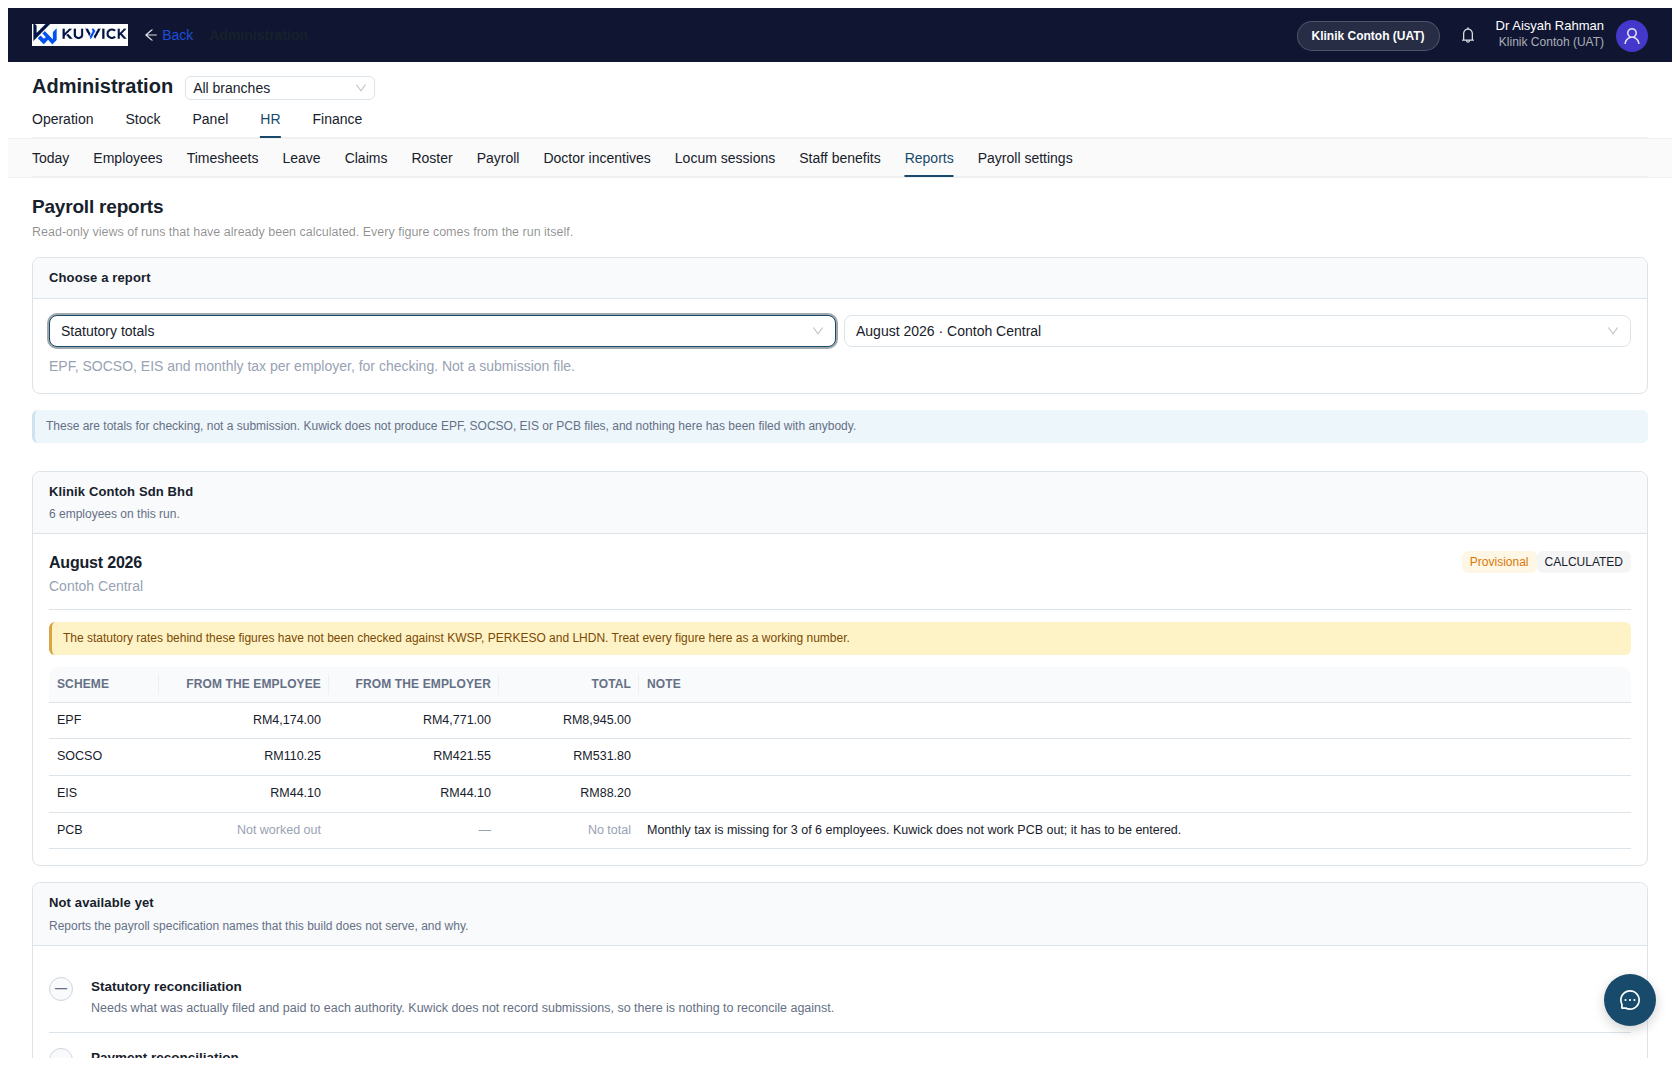 KUWICK
Back
Administration
Klinik Contoh (UAT)
Dr Aisyah Rahman
Klinik Contoh (UAT)
Administration
All branches
Operation Stock Panel HR Finance
Today Employees Timesheets Leave Claims Roster Payroll Doctor incentives Locum sessions Staff benefits Reports Payroll settings
Payroll reports
Read-only views of runs that have already been calculated. Every figure comes from the run itself.
Choose a report
Statutory totals
August 2026 · Contoh Central
EPF, SOCSO, EIS and monthly tax per employer, for checking. Not a submission file.
These are totals for checking, not a submission. Kuwick does not produce EPF, SOCSO, EIS or PCB files, and nothing here has been filed with anybody.
Klinik Contoh Sdn Bhd
6 employees on this run.
August 2026
Provisional CALCULATED
Contoh Central
The statutory rates behind these figures have not been checked against KWSP, PERKESO and LHDN. Treat every figure here as a working number.
SCHEME FROM THE EMPLOYEE FROM THE EMPLOYER TOTAL NOTE
EPF RM4,174.00 RM4,771.00 RM8,945.00
SOCSO RM110.25 RM421.55 RM531.80
EIS RM44.10 RM44.10 RM88.20
PCB Not worked out — No total Monthly tax is missing for 3 of 6 employees. Kuwick does not work PCB out; it has to be entered.
Not available yet
Reports the payroll specification names that this build does not serve, and why.
Statutory reconciliation
Needs what was actually filed and paid to each authority. Kuwick does not record submissions, so there is nothing to reconcile against.
Payment reconciliation